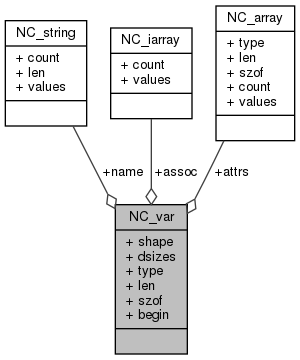 NC_string
+ count
+ len
+ values
NC_iarray
+ count
+ values
NC_array
+ type
+ len
+ szof
+ count
+ values
+name
+assoc
+attrs
NC_var
+ shape
+ dsizes
+ type
+ len
+ szof
+ begin